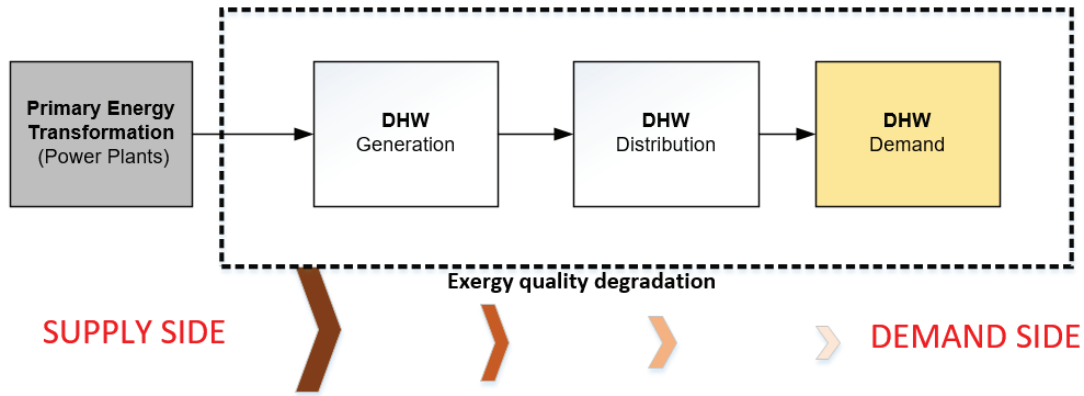 Primary Energy
Transformation
(Power Plants)
DHW
Generation
DHW
Distribution
DHW
Demand
Exergy quality degradation
SUPPLY SIDE
DEMAND SIDE